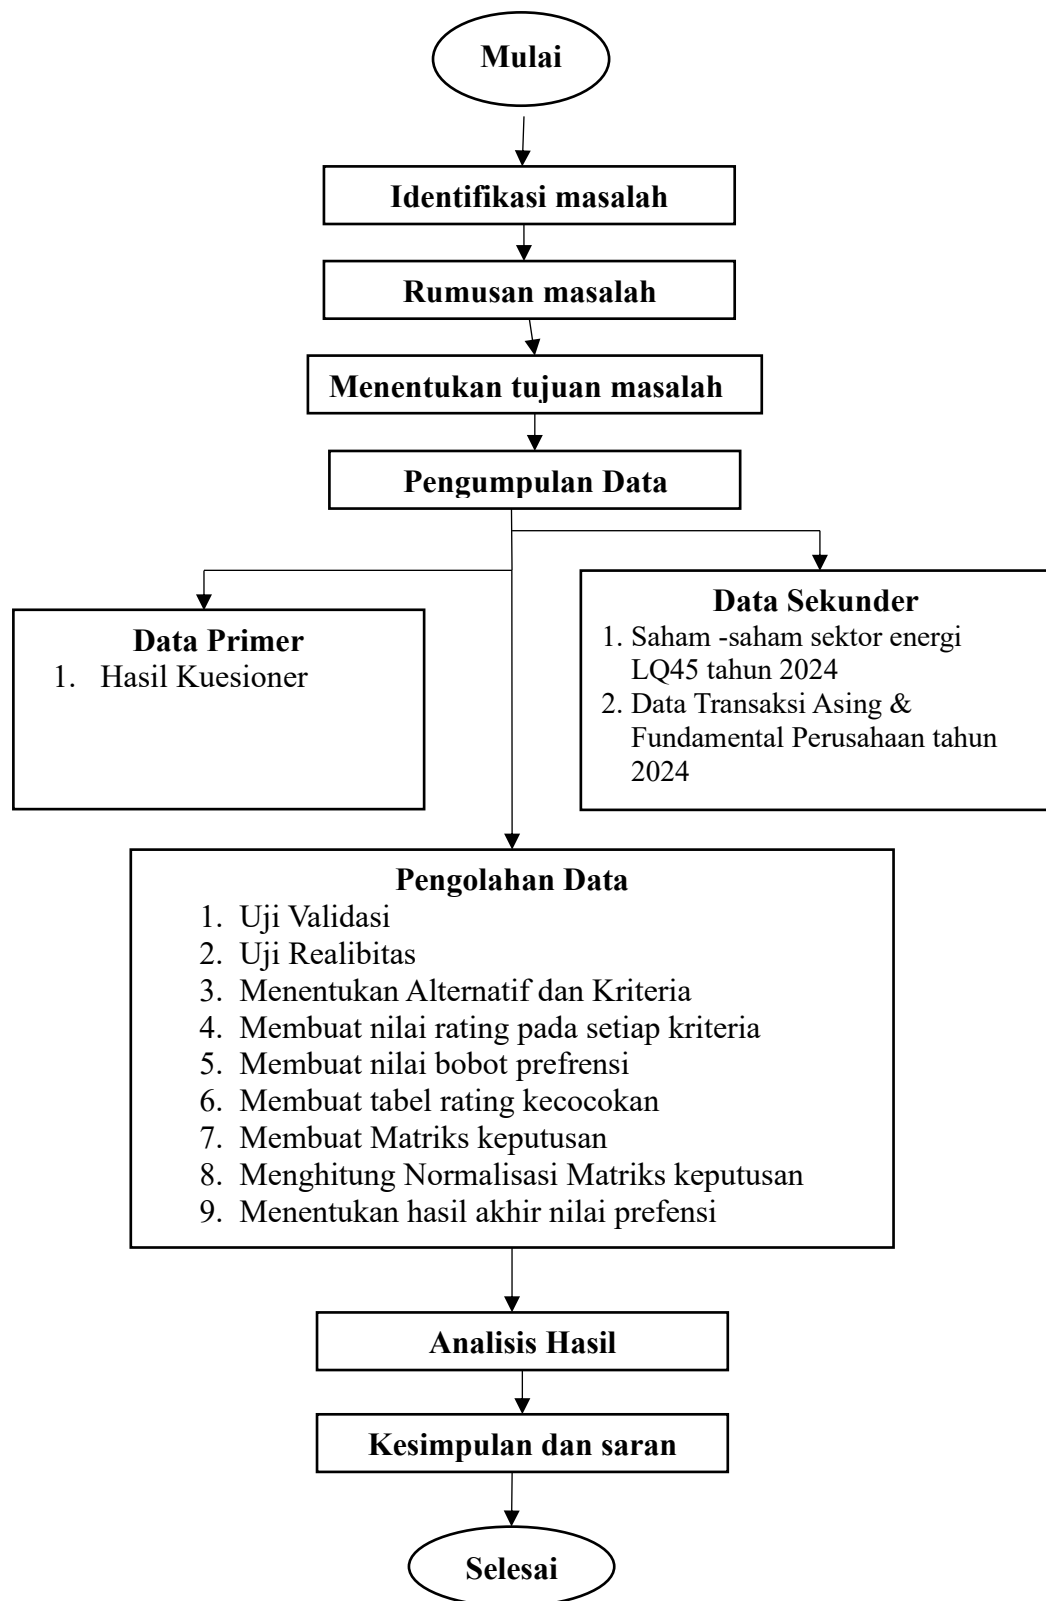 Mulai
Identifikasi masalah
Rumusan masalah
Menentukan tujuan masalah
Pengumpulan Data
Data Primer
1. Hasil Kuesioner
Data Sekunder
1. Saham -saham sektor energi
LQ45 tahun 2024
2. Data Transaksi Asing &
Fundamental Perusahaan tahun
2024
Pengolahan Data
1. Uji Validasi
2. Uji Realibitas
3. Menentukan Alternatif dan Kriteria
4. Membuat nilai rating pada setiap kriteria
5. Membuat nilai bobot prefrensi
6. Membuat tabel rating kecocokan
7. Membuat Matriks keputusan
8. Menghitung Normalisasi Matriks keputusan
9. Menentukan hasil akhir nilai prefensi
Analisis Hasil
Kesimpulan dan saran
Selesai